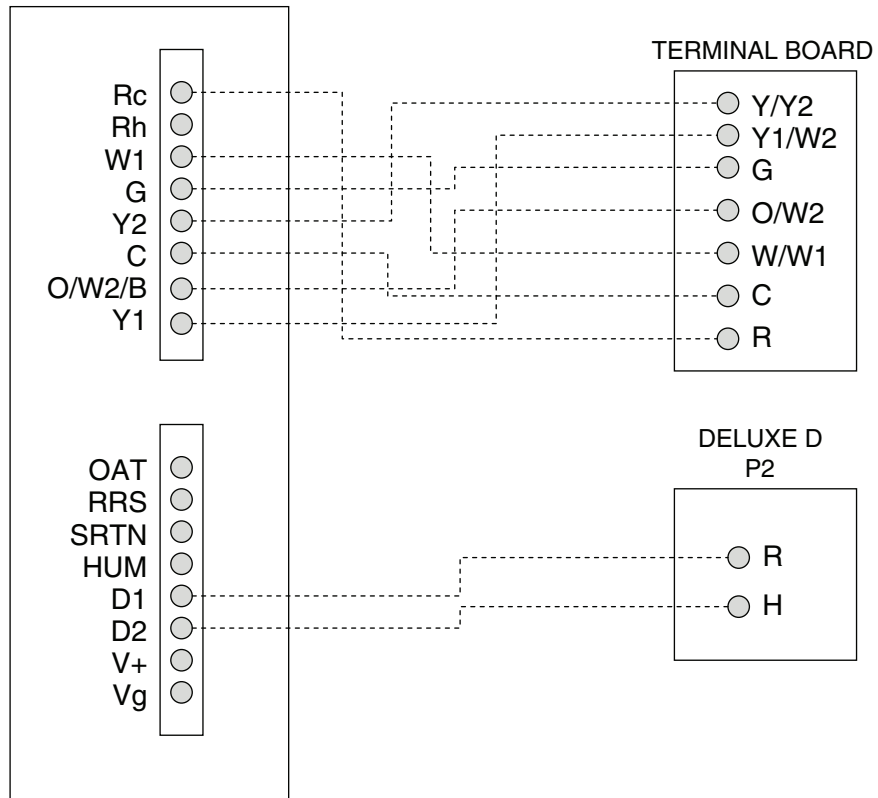 Rc
Rh
W1
G
Y2
C
O/W2/B
Y1
TERMINAL BOARD
Y/Y2
Y1/W2
G
O/W2
W/W1
C
R
OAT
RRS
SRTN
HUM
D1
D2
V+
Vg
DELUXE D
P2
R
H